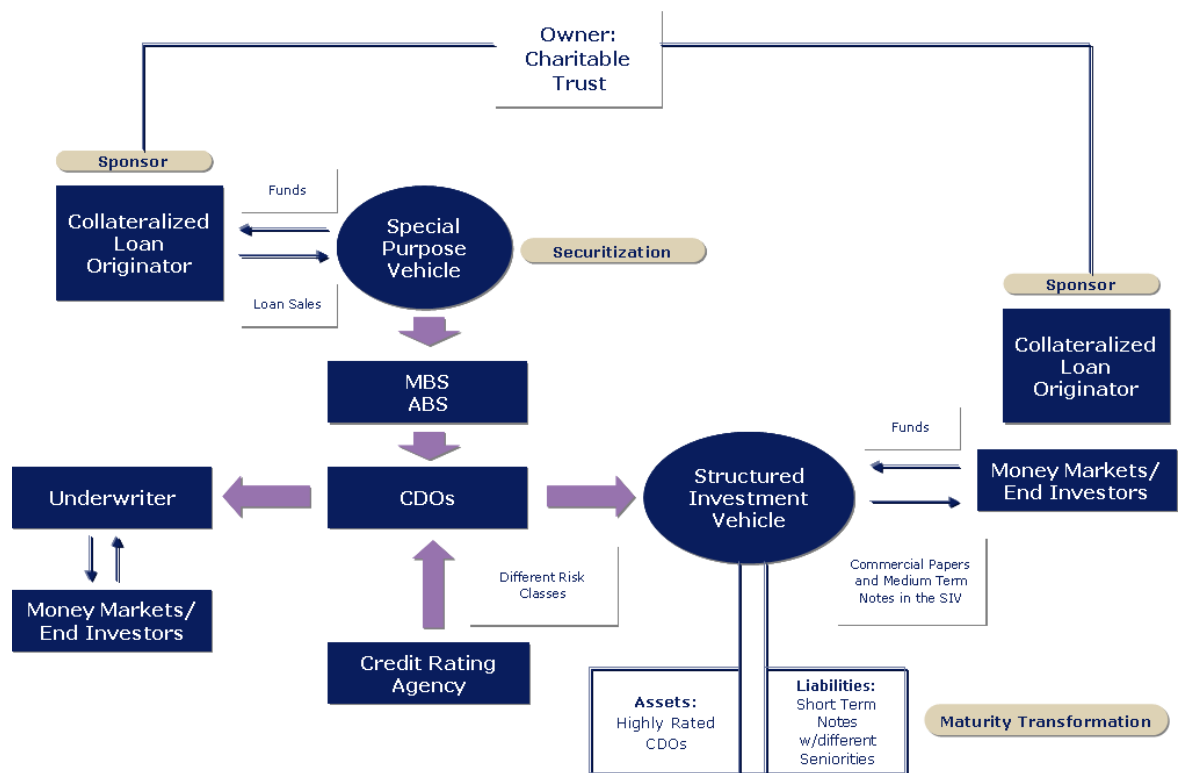 Owner:
Charitable
Trust
Sponsor
Collateralized
Loan
Originator
Funds
Loan Sales
Special
Purpose
Vehicle
Securitization
Sponsor
Collateralized
Loan
Originator
MBS
ABS
CDOs
Underwriter
Money Markets/
End Investors
Credit Rating
Agency
Different Risk
Classes
Structured
Investment
Vehicle
Funds
Money Markets/
End Investors
Commercial Papers
and Medium Term
Notes in the SIV
Assets:
Highly Rated
CDOs
Liabilities:
Short Term
Notes
w/different
Seniorities
Maturity Transformation